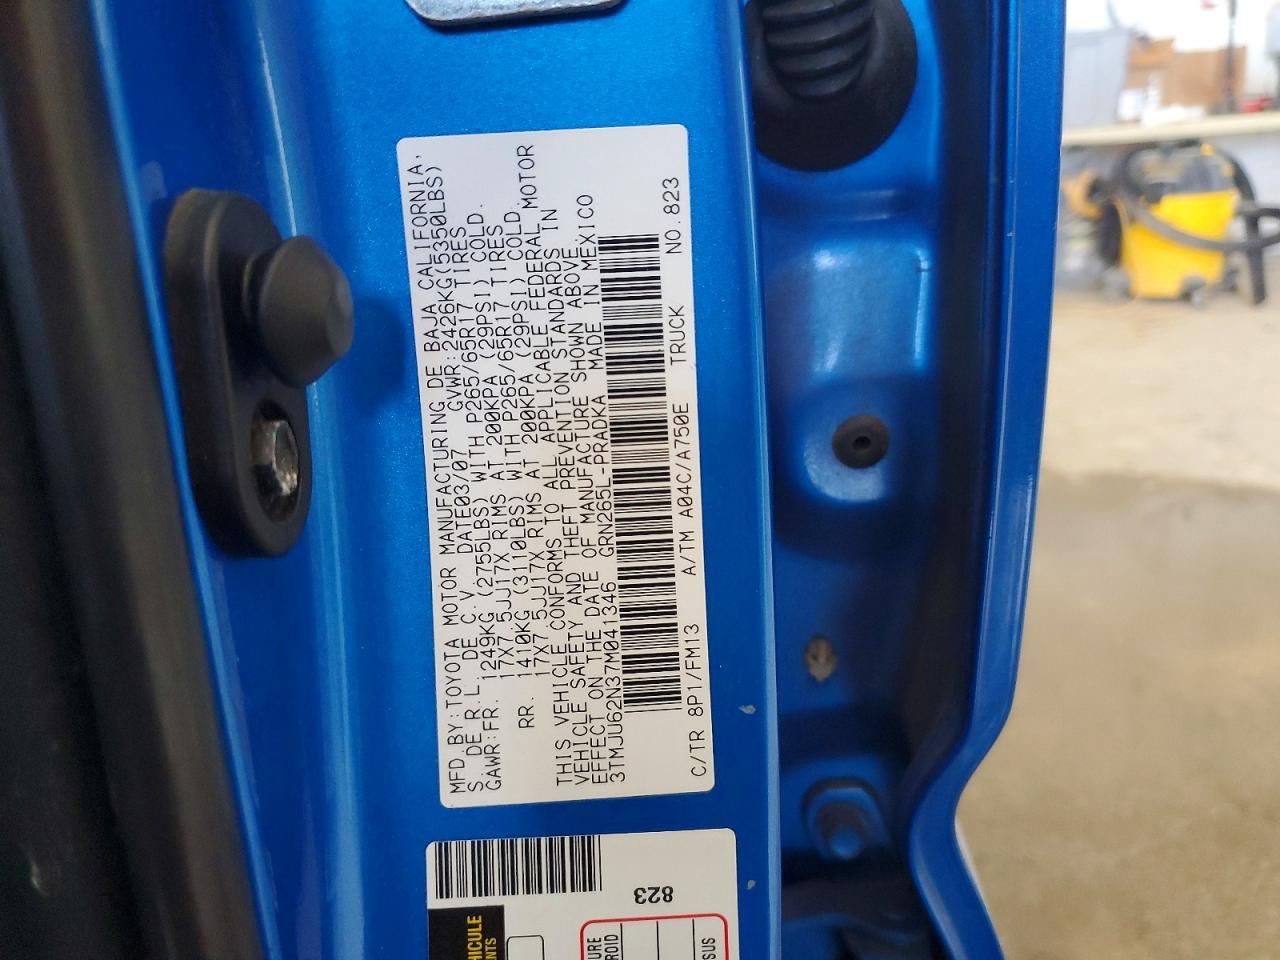 MFD.BY:TOYOTA MOTOR MANUFACTURING DE BAJA CALIFORNIA,
S. DE R.L. DE C.V. DATE03/07 GVWR:2426KG(5350LBS)
GAWR:FR. 1249KG (2755LBS) WITH P265/65R17 TIRES
17X7.5JJ17X RIMS AT 200KPA (29PSI) COLD.
RR. 1410KG (3110LBS) WITH P265/65R17 TIRES
17X7.5JJ17X RIMS AT 200KPA (29PSI) COLD.
THIS VEHICLE CONFORMS TO ALL APPLICABLE FEDERAL MOTOR
VEHICLE SAFETY AND THEFT PREVENTION STANDARDS IN
EFFECT ON THE DATE OF MANUFACTURE SHOWN ABOVE.
3TMJU62N37M041346 GRN265L-PRADKA MADE IN MEXICO
C/TR 8P1/FM13 A/TM A04C/A750E TRUCK NO.823
823